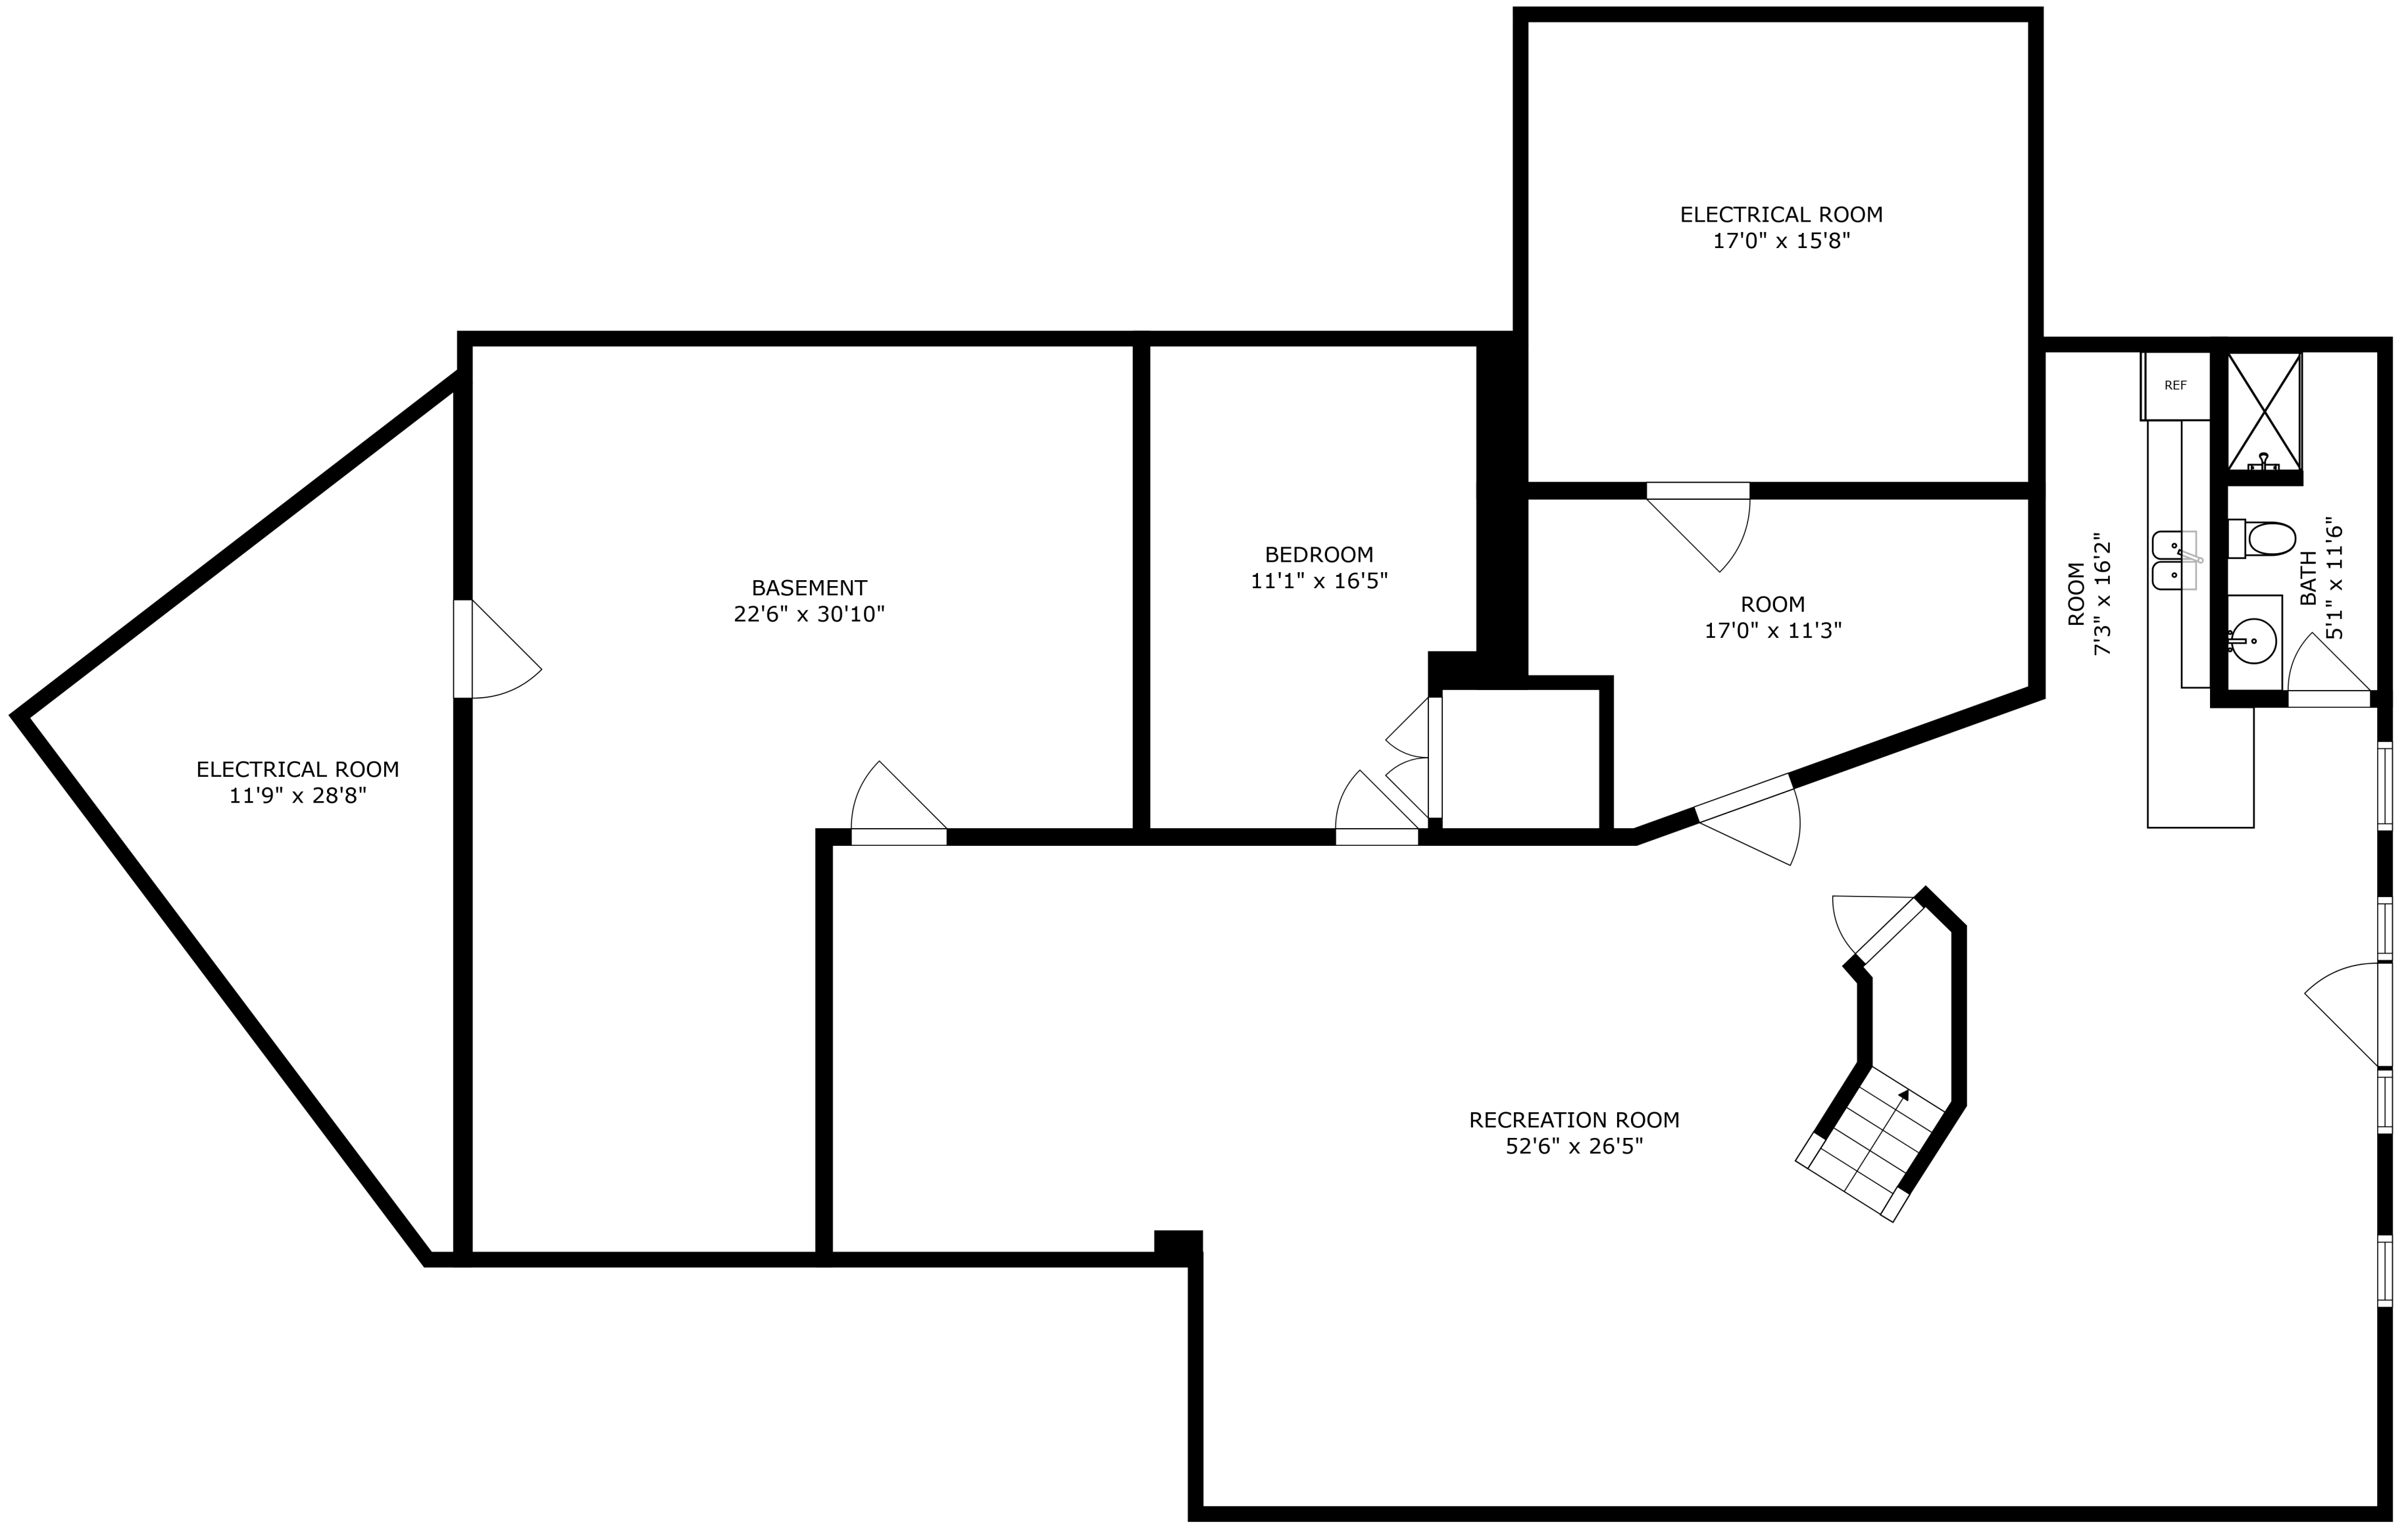 ELECTRICAL ROOM
17'0" x 15'8"
REF
BASEMENT
22'6" x 30'10"
BEDROOM
11'1" x 16'5"
ROOM
17'0" x 11'3"
ROOM
7'3" x 16'2"
BATH
5'1" x 11'6"
ELECTRICAL ROOM
11'9" x 28'8"
RECREATION ROOM
52'6" x 26'5"